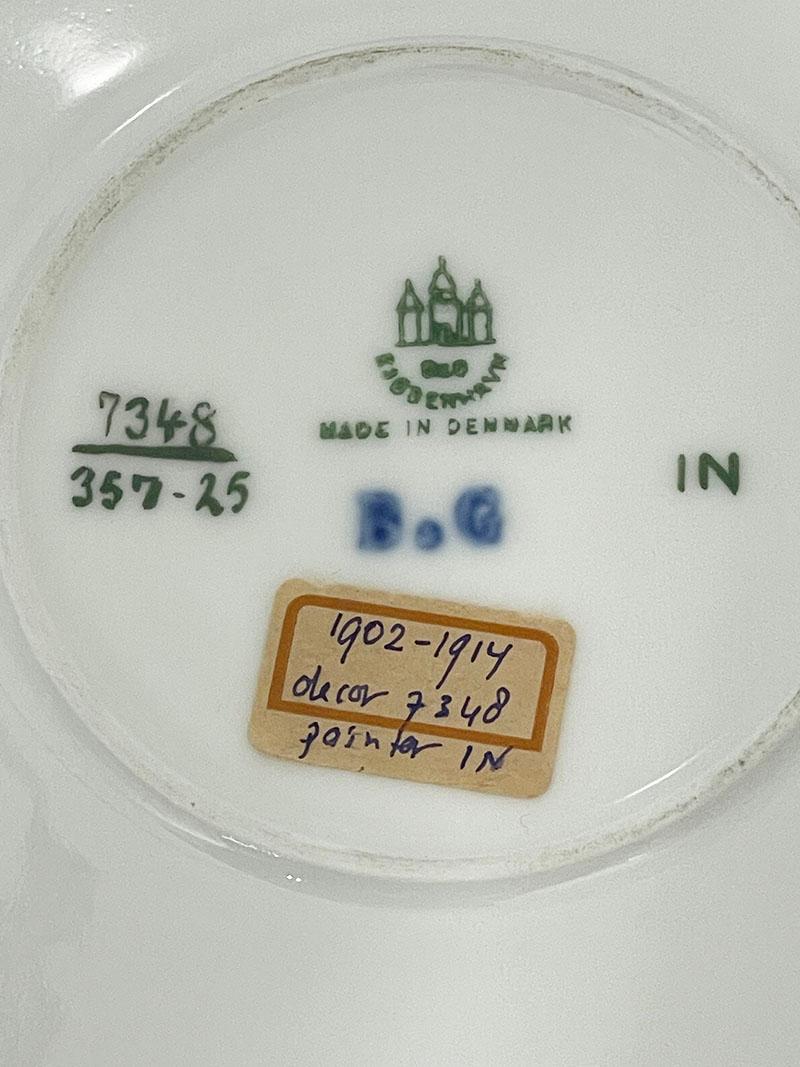 B&G
KJØBENHAVN
MADE IN DENMARK
7348
357-25
IN
B.G
1902-1914
decor 7348
painter IN